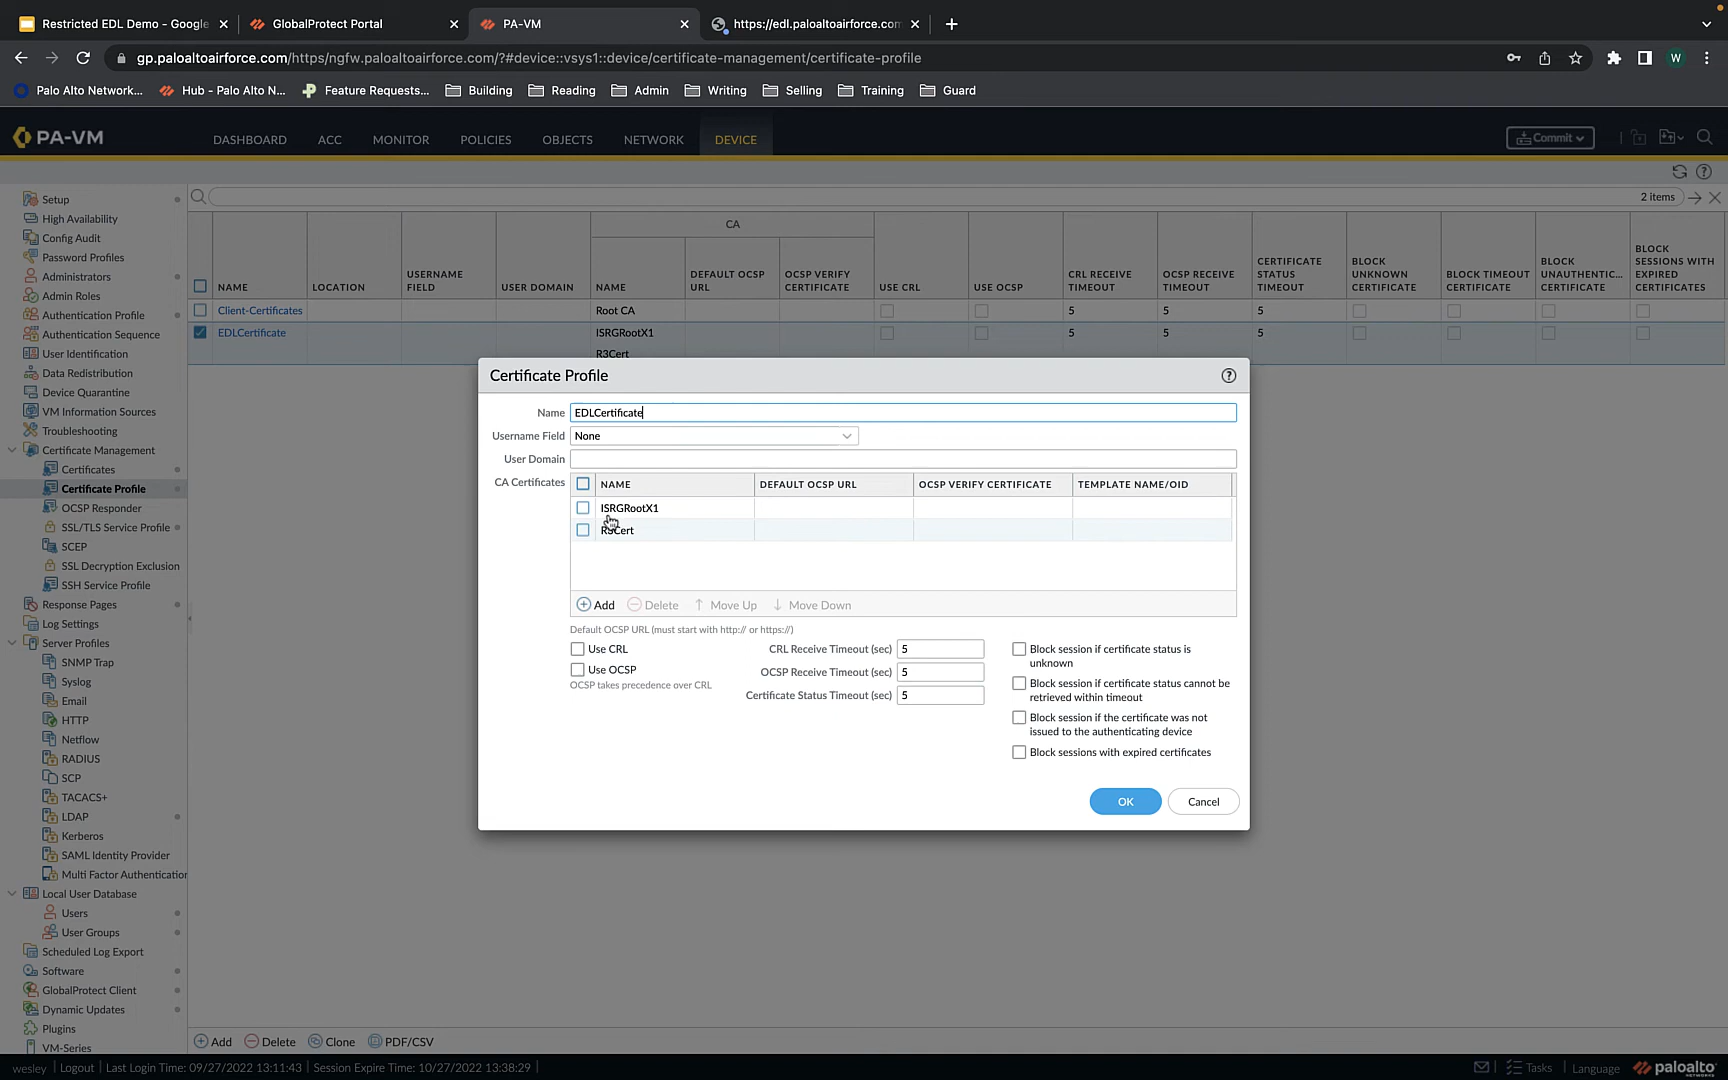 Restricted EDL Demo - Google
GlobalProtect Portal
PA-VM
https://edl.paloaltoairforce.com
gp.paloaltoairforce.com/https/ngfw.paloaltoairforce.com/?#device::vsys1::device/certificate-management/certificate-profile
W
Palo Alto Network...
Hub - Palo Alto N...
Feature Requests...
Building
Reading
Admin
Writing
Selling
Training
Guard
PA-VM
DASHBOARD
ACC
MONITOR
POLICIES
OBJECTS
NETWORK
DEVICE
Commit
2 items
Setup
High Availability
Config Audit
Password Profiles
Administrators
Admin Roles
Authentication Profile
Authentication Sequence
User Identification
Data Redistribution
Device Quarantine
VM Information Sources
Troubleshooting
Certificate Management
Certificates
Certificate Profile
OCSP Responder
SSL/TLS Service Profile
SCEP
SSL Decryption Exclusion
SSH Service Profile
Response Pages
Log Settings
Server Profiles
SNMP Trap
Syslog
Email
HTTP
Netflow
RADIUS
SCP
TACACS+
LDAP
Kerberos
SAML Identity Provider
Multi Factor Authentication
Local User Database
Users
User Groups
Scheduled Log Export
Software
GlobalProtect Client
Dynamic Updates
Plugins
VM-Series
CA
NAME
LOCATION
USERNAME
FIELD
USER DOMAIN
NAME
DEFAULT OCSP
URL
OCSP VERIFY
CERTIFICATE
USE CRL
USE OCSP
CRL RECEIVE
TIMEOUT
OCSP RECEIVE
TIMEOUT
CERTIFICATE
STATUS
TIMEOUT
BLOCK
UNKNOWN
CERTIFICATE
BLOCK TIMEOUT
CERTIFICATE
BLOCK
UNAUTHENTIC...
CERTIFICATE
BLOCK
SESSIONS WITH
EXPIRED
CERTIFICATES
Client-Certificates
Root CA
5
5
5
EDLCertificate
ISRGRootX1
5
5
5
R3Cert
Certificate Profile
Name
EDLCertificate
Username Field
None
User Domain
CA Certificates
NAME
DEFAULT OCSP URL
OCSP VERIFY CERTIFICATE
TEMPLATE NAME/OID
ISRGRootX1
R3Cert
Add
Delete
Move Up
Move Down
Default OCSP URL (must start with http:// or https://)
Use CRL
Use OCSP
OCSP takes precedence over CRL
CRL Receive Timeout (sec)
5
OCSP Receive Timeout (sec)
5
Certificate Status Timeout (sec)
5
Block session if certificate status is
unknown
Block session if certificate status cannot be
retrieved within timeout
Block session if the certificate was not
issued to the authenticating device
Block sessions with expired certificates
OK
Cancel
Add
Delete
Clone
PDF/CSV
wesley
Logout
Last Login Time: 09/27/2022 13:11:43
Session Expire Time: 10/27/2022 13:38:29
Tasks
Language
paloalto
NETWORKS